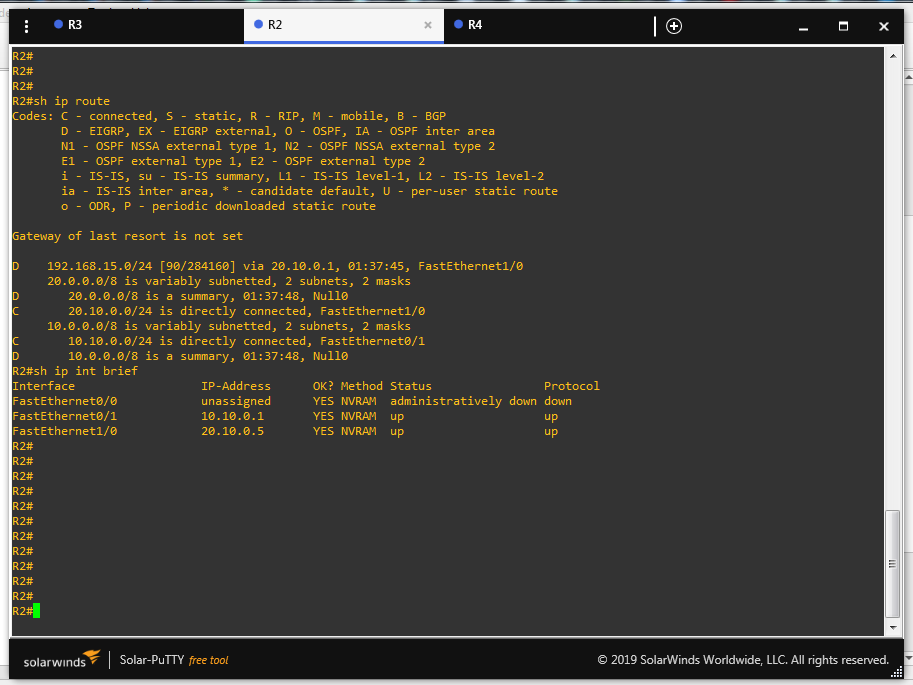 R3
R2
R4
R2#
R2#
R2#
R2#sh ip route
Codes: C - connected, S - static, R - RIP, M - mobile, B - BGP
       D - EIGRP, EX - EIGRP external, O - OSPF, IA - OSPF inter area
       N1 - OSPF NSSA external type 1, N2 - OSPF NSSA external type 2
       E1 - OSPF external type 1, E2 - OSPF external type 2
       i - IS-IS, su - IS-IS summary, L1 - IS-IS level-1, L2 - IS-IS level-2
       ia - IS-IS inter area, * - candidate default, U - per-user static route
       o - ODR, P - periodic downloaded static route
Gateway of last resort is not set
D    192.168.15.0/24 [90/284160] via 20.10.0.1, 01:37:45, FastEthernet1/0
     20.0.0.0/8 is variably subnetted, 2 subnets, 2 masks
D       20.0.0.0/8 is a summary, 01:37:48, Null0
C       20.10.0.0/24 is directly connected, FastEthernet1/0
     10.0.0.0/8 is variably subnetted, 2 subnets, 2 masks
C       10.10.0.0/24 is directly connected, FastEthernet0/1
D       10.0.0.0/8 is a summary, 01:37:48, Null0
R2#sh ip int brief
Interface                  IP-Address      OK? Method Status                Protocol
FastEthernet0/0            unassigned      YES NVRAM  administratively down down
FastEthernet0/1            10.10.0.1       YES NVRAM  up                    up
FastEthernet1/0            20.10.0.5       YES NVRAM  up                    up
R2#
R2#
R2#
R2#
R2#
R2#
R2#
R2#
R2#
R2#
R2#
R2#
solarwinds
Solar-PuTTY free tool
© 2019 SolarWinds Worldwide, LLC. All rights reserved.